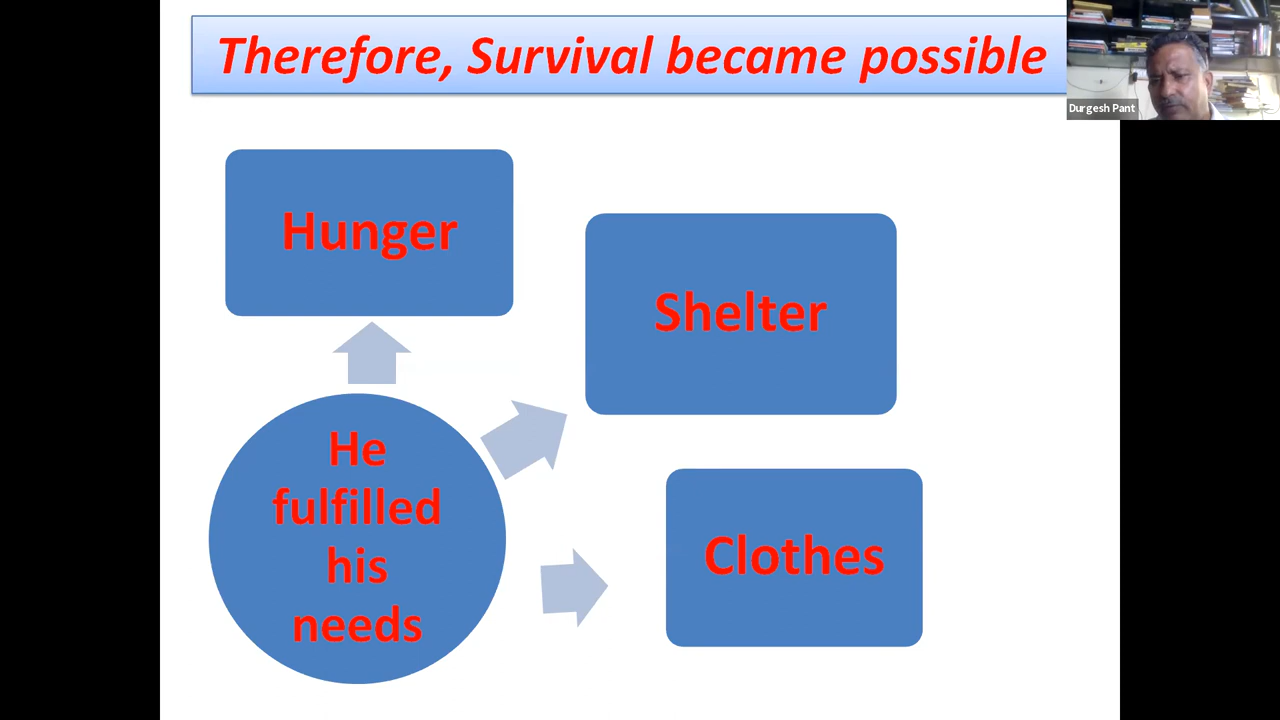 Therefore, Survival became possible
Durgesh Pant
Hunger
Shelter
He
fulfilled
his
needs
Clothes